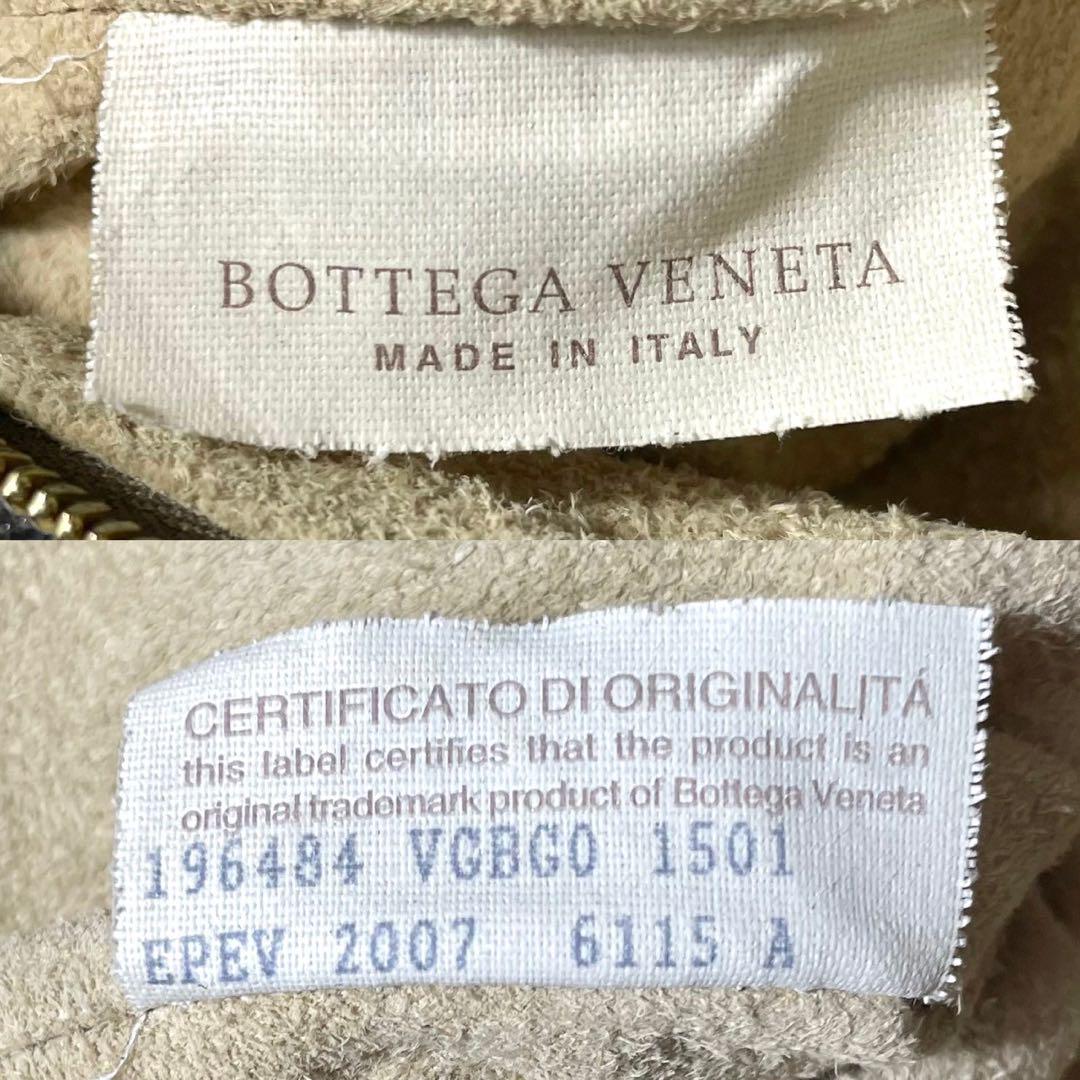 BOTTEGA VENETA
MADE IN ITALY
CERTIFICATO DI ORIGINALITÁ
this label certifies that the product is an
original trademark product of Bottega Veneta
196484 VGBG0 1501
EPEV 2007 6115 A